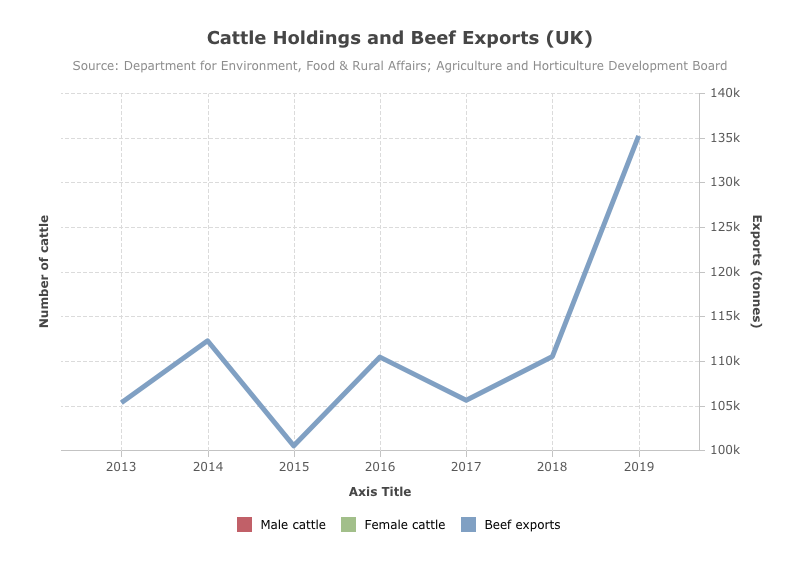 Cattle Holdings and Beef Exports (UK)
Source: Department for Environment, Food & Rural Affairs; Agriculture and Horticulture Development Board
140k
135k
130k
125k
120k
115k
110k
105k
100k
Number of cattle
Exports (tonnes)
2013 2014 2015 2016 2017 2018 2019
Axis Title
Male cattle Female cattle Beef exports